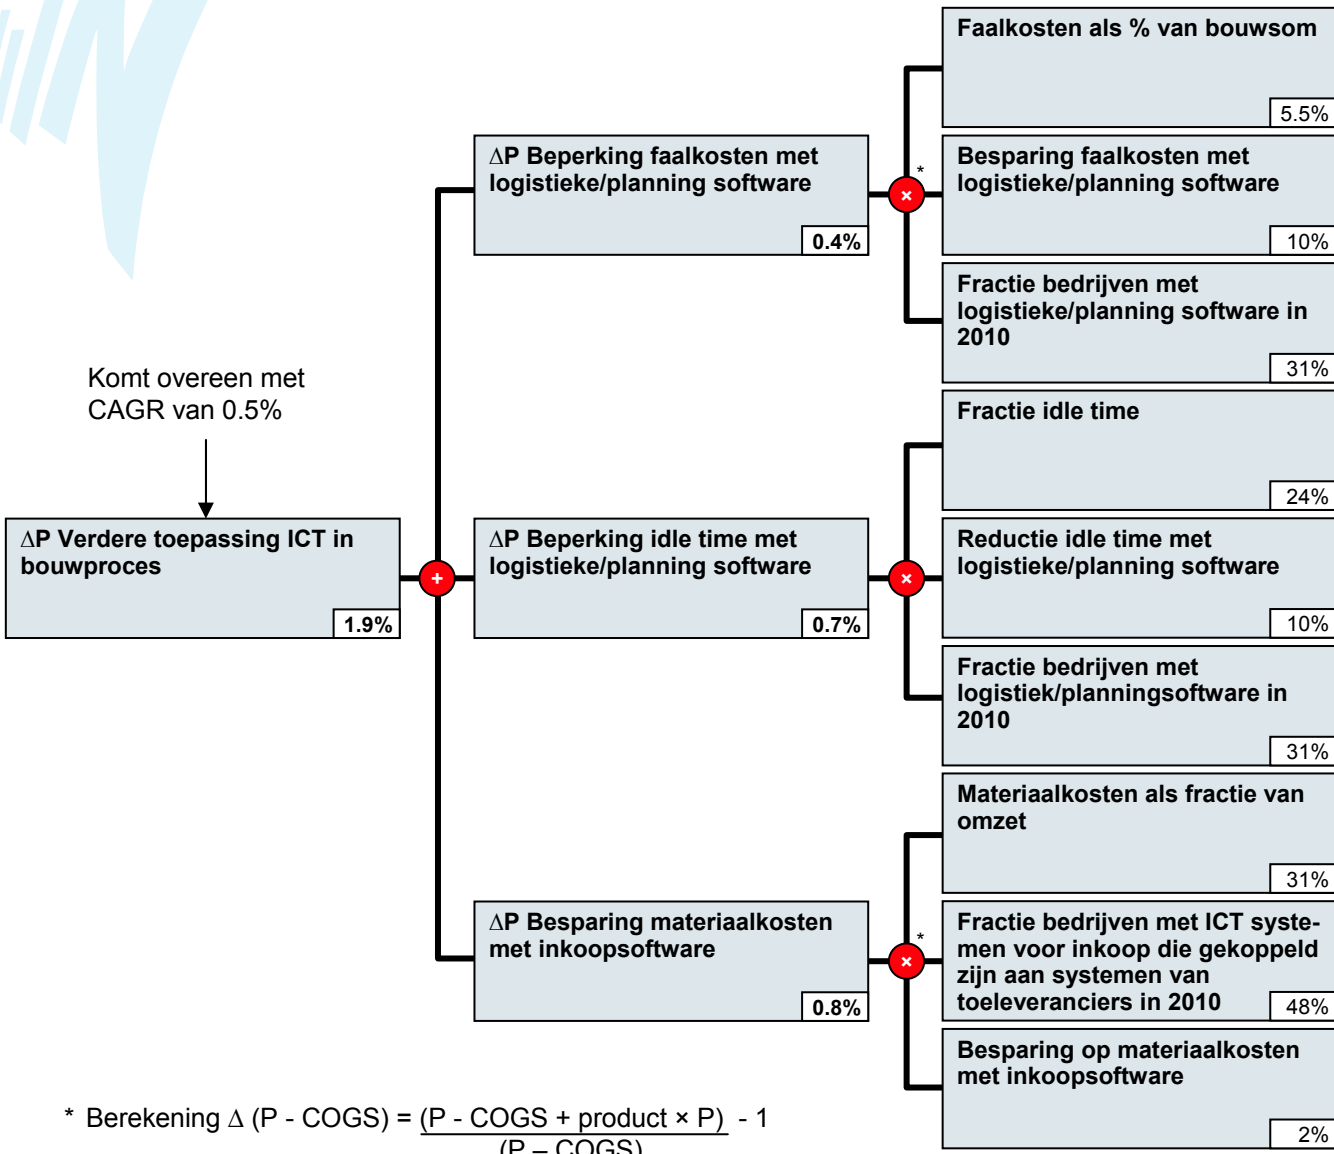 Faalkosten als % van bouwsom
5.5%
∆P Beperking faalkosten met
logistieke/planning software
0.4%
×
*
Besparing faalkosten met
logistieke/planning software
10%
Fractie bedrijven met
logistieke/planning software in
2010
31%
Komt overeen met
CAGR van 0.5%
Fractie idle time
24%
∆P Verdere toepassing ICT in
bouwproces
1.9%
+
∆P Beperking idle time met
logistieke/planning software
0.7%
×
Reductie idle time met
logistieke/planning software
10%
Fractie bedrijven met
logistiek/planningsoftware in
2010
31%
Materiaalkosten als fractie van
omzet
31%
∆P Besparing materiaalkosten
met inkoopsoftware
0.8%
×
*
Fractie bedrijven met ICT syste-
men voor inkoop die gekoppeld
zijn aan systemen van
toeleveranciers in 2010
48%
Besparing op materiaalkosten
met inkoopsoftware
2%
* Berekening ∆ (P - COGS) = (P - COGS + product × P) - 1
(P – COGS)